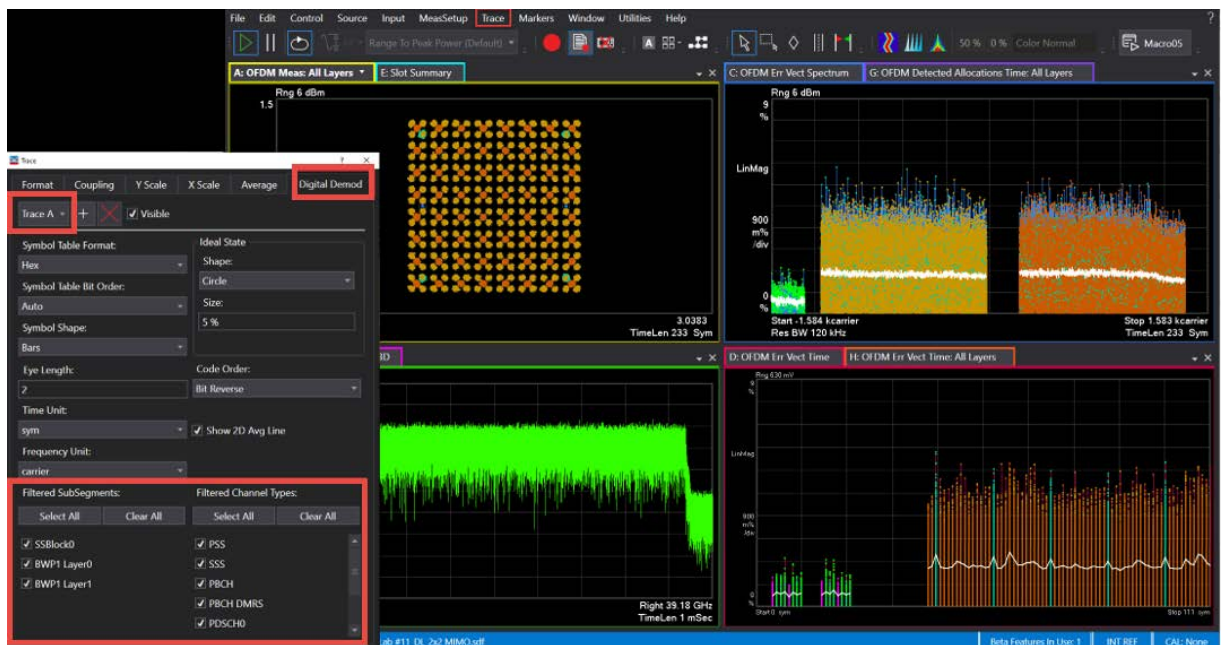 File Edit Control Source Input MeasSetup Trace Markers Window Utilities Help ?
Range To Peak Power (Default) A 50 % 0 % Color Normal Macro05
A: OFDM Meas: All Layers E: Slot Summary
Rng 6 dBm
1.5
3.0383
TimeLen 233 Sym
C: OFDM Err Vect Spectrum G: OFDM Detected Allocations Time: All Layers
Rng 6 dBm
9
%
LinMag
900
m%
/div
0
%
Start -1.584 kcarrier Stop 1.583 kcarrier
Res BW 120 kHz TimeLen 233 Sym
Trace ? ×
Format Coupling Y Scale X Scale Average Digital Demod
Trace A + Visible
Symbol Table Format:
Hex
Symbol Table Bit Order:
Auto
Symbol Shape:
Bars
Eye Length:
2
Time Unit:
sym
Frequency Unit:
carrier
Ideal State
Shape:
Circle
Size:
5 %
Code Order:
Bit Reverse
Show 2D Avg Line
Filtered SubSegments: Filtered Channel Types:
Select All Clear All Select All Clear All
SSBlock0 PSS
BWP1 Layer0 SSS
BWP1 Layer1 PBCH
PBCH DMRS
PDSCH0
Right 39.18 GHz
TimeLen 1 mSec
D: OFDM Err Vect Time H: OFDM Err Vect Time: All Layers
Rng 630 mV
9
%
LinMag
900
m%
/div
0
%
Start 0 sym Stop 111 sym
#11_DL_2x2 MIMO.sdf Beta Features In Use: 1 INT REF CAL: None